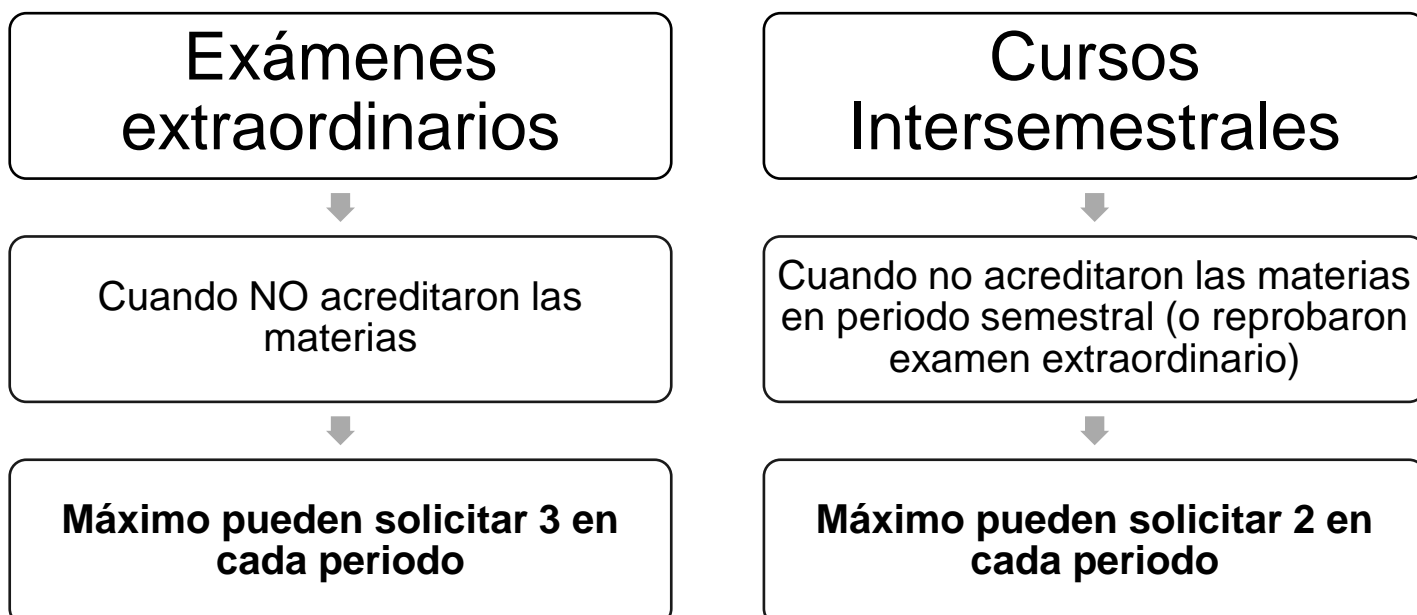 Exámenes
extraordinarios
Cuando NO acreditaron las
materias
Máximo pueden solicitar 3 en
cada periodo
Cursos
Intersemestrales
Cuando no acreditaron las materias
en periodo semestral (o reprobaron
examen extraordinario)
Máximo pueden solicitar 2 en
cada periodo